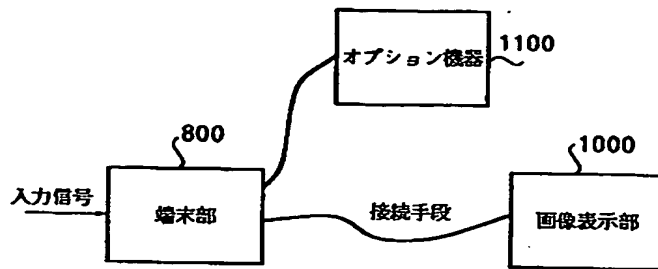 オプション機器
1100
800
1000
入力信号
端末部
接続手段
画像表示部